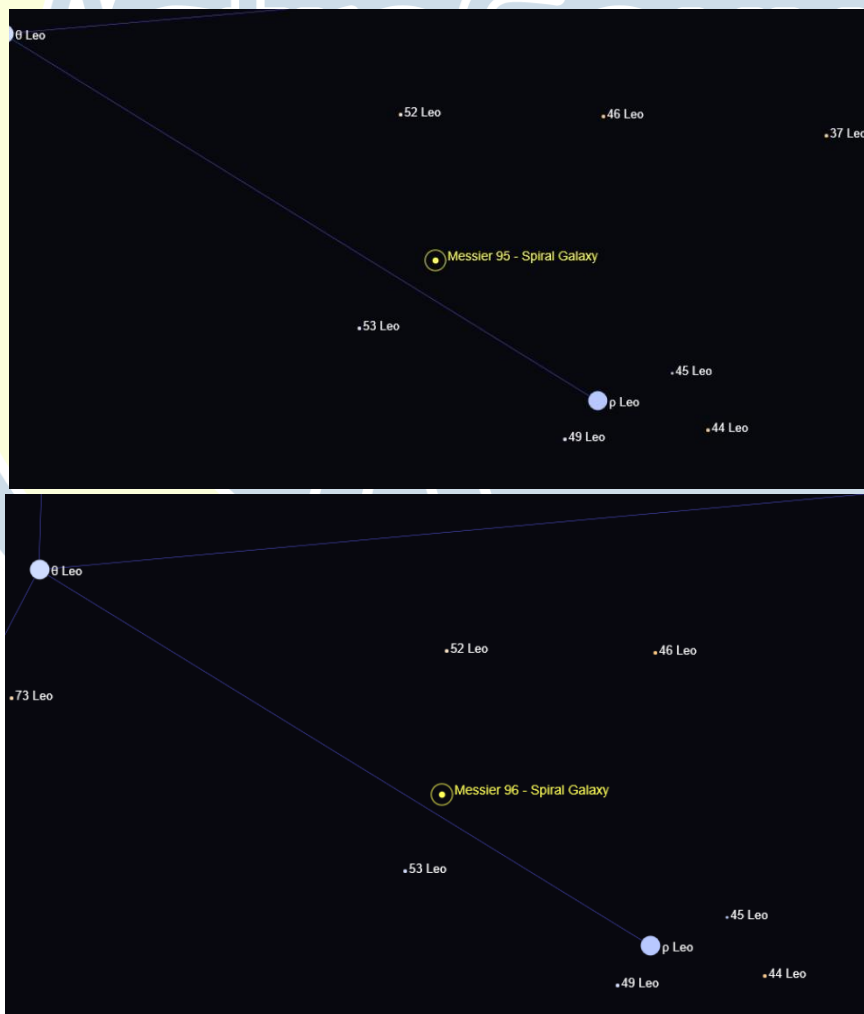 θ Leo
52 Leo
46 Leo
37 Leo
Messier 95 - Spiral Galaxy
53 Leo
45 Leo
ρ Leo
44 Leo
49 Leo
θ Leo
52 Leo
46 Leo
73 Leo
Messier 96 - Spiral Galaxy
53 Leo
45 Leo
ρ Leo
44 Leo
49 Leo